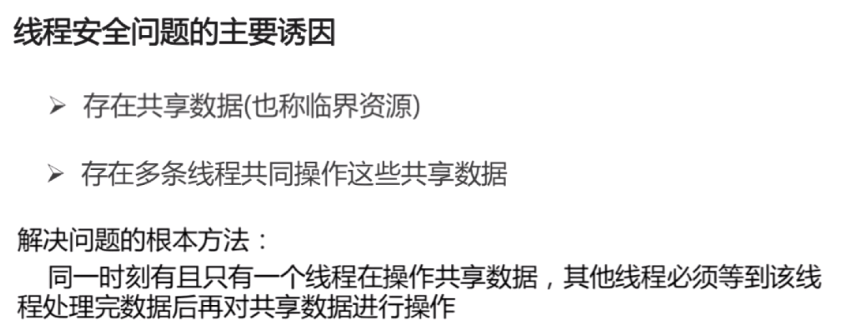 线程安全问题的主要诱因
➢ 存在共享数据(也称临界资源)
➢ 存在多条线程共同操作这些共享数据
解决问题的根本方法：
同一时刻有且只有一个线程在操作共享数据，其他线程必须等到该线
程处理完数据后再对共享数据进行操作